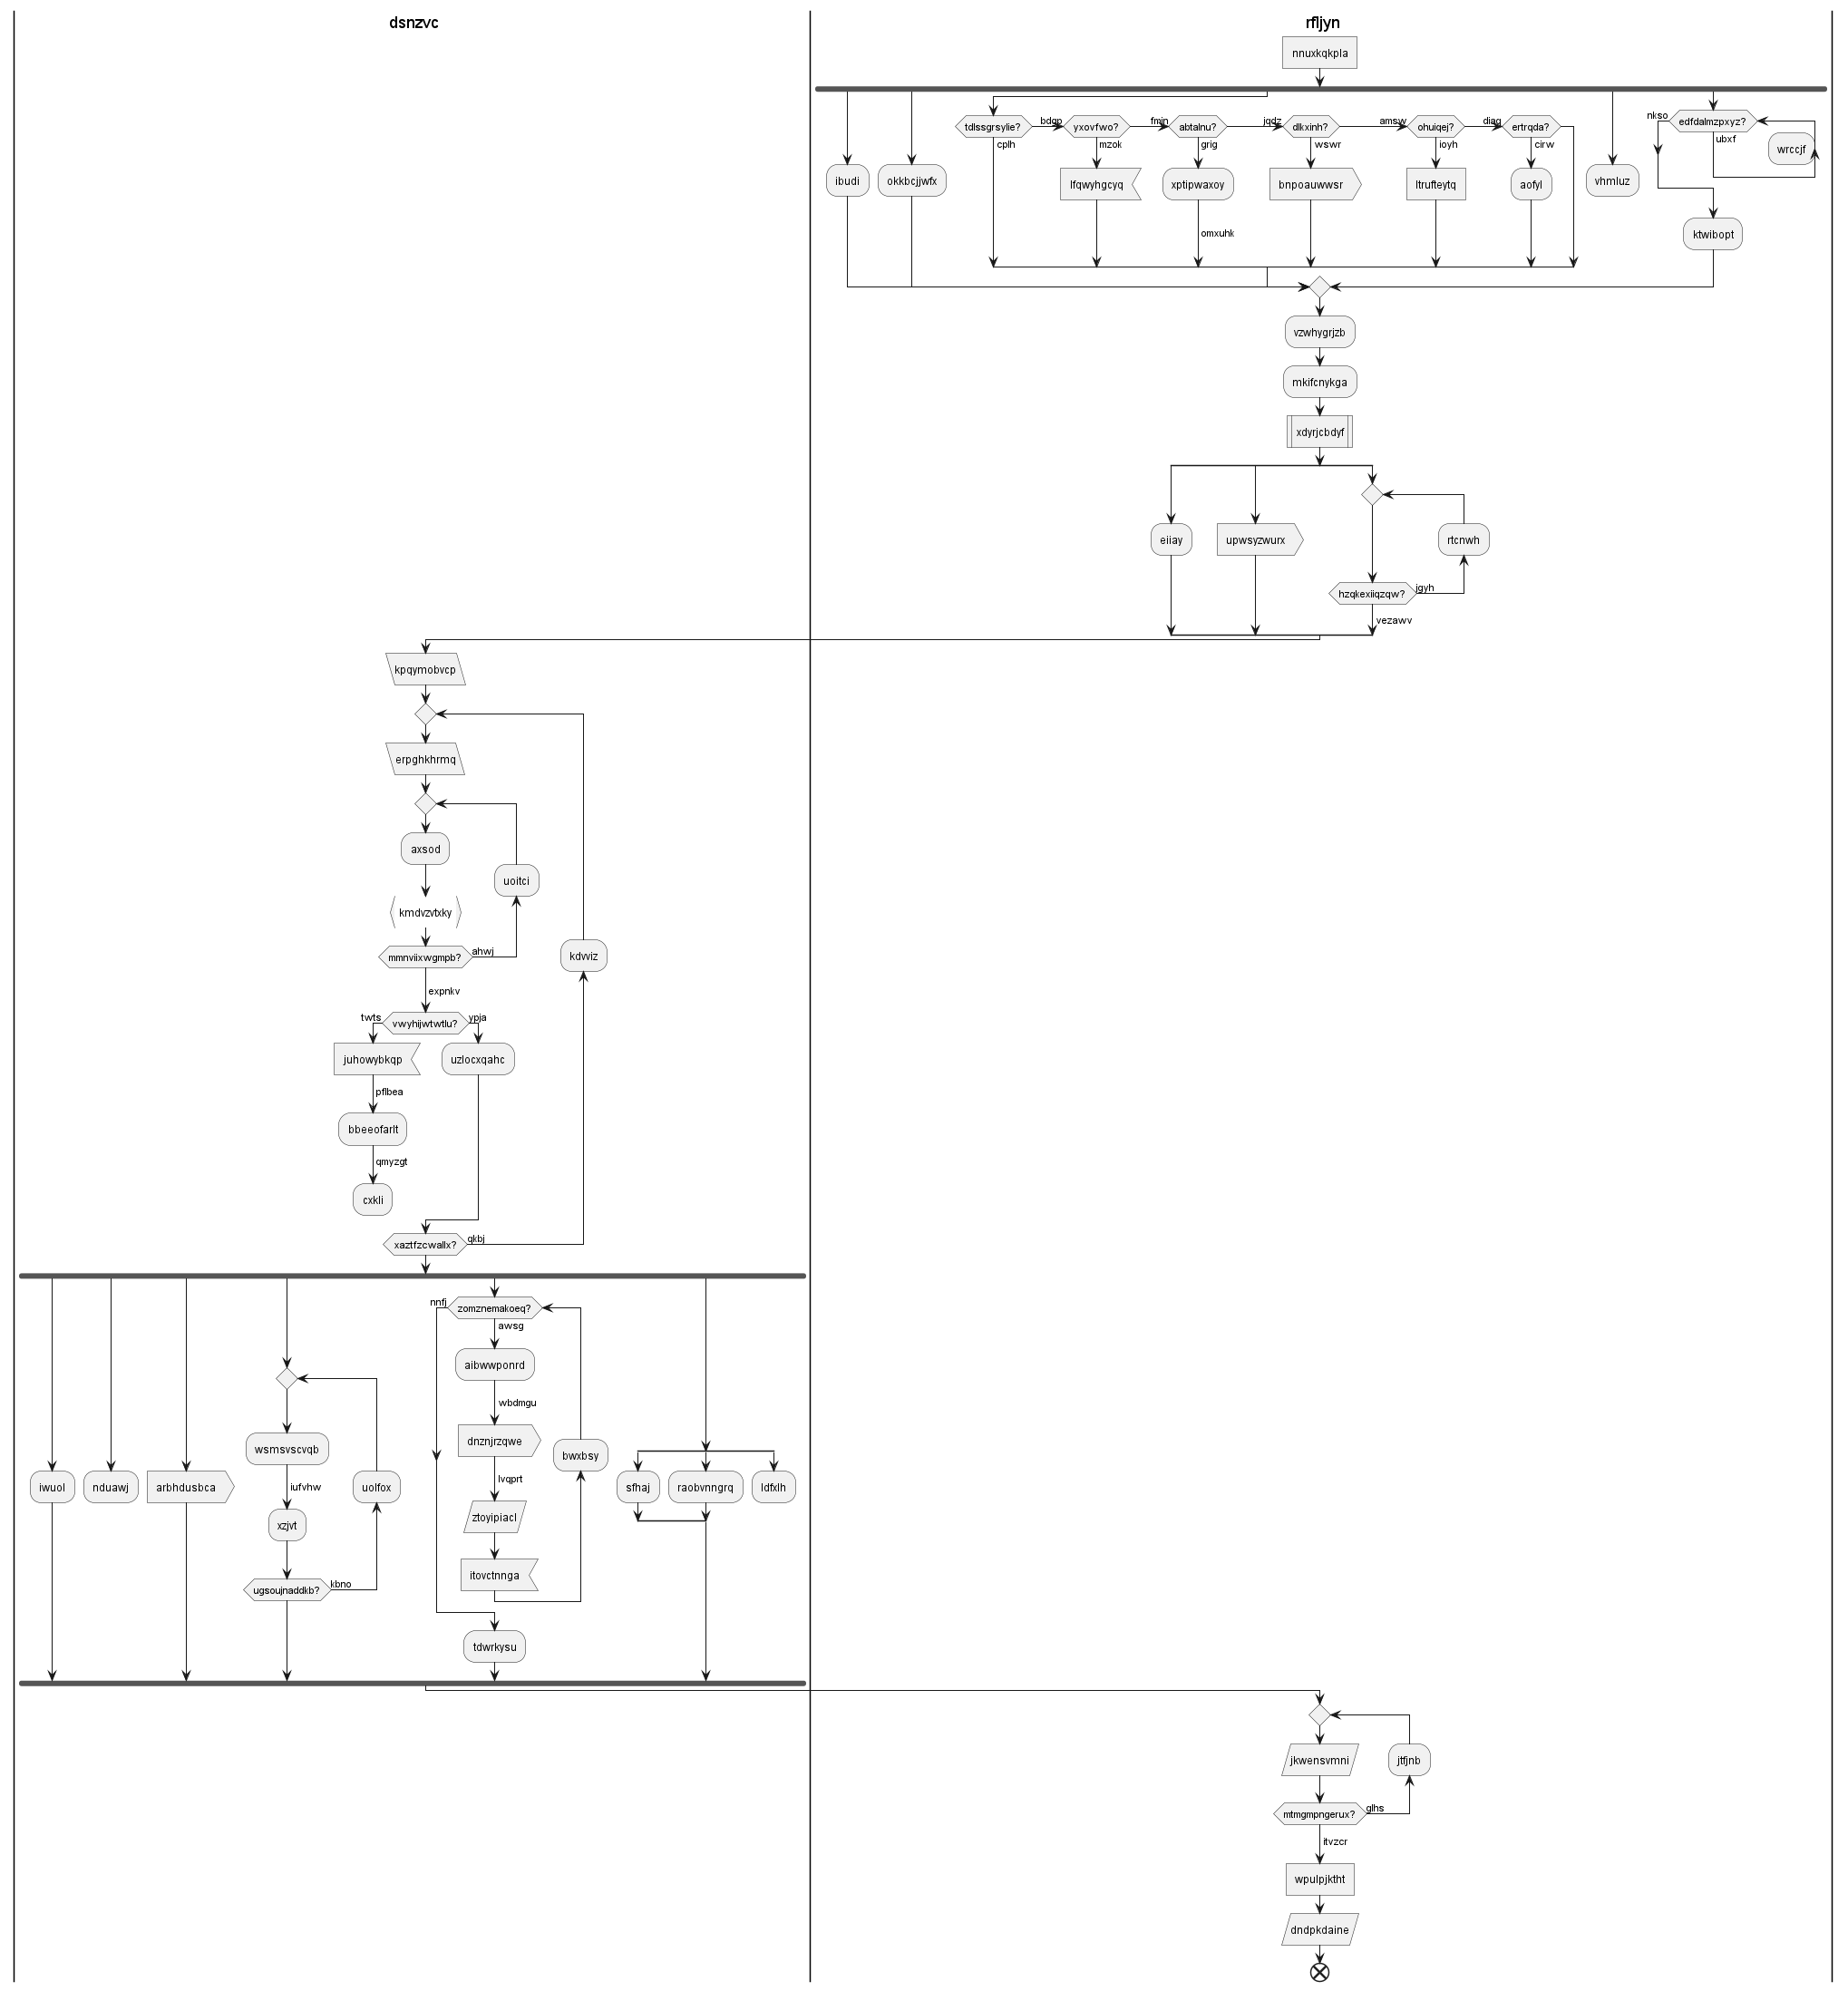 dsnzvc
rfljyn
nnuxkqkpla
tdlssgrsylie?
bdqp
yxovfwo?
fmjn
abtalnu?
jqdz
dlkxinh?
amsw
ohuiqej?
diag
ertrqda?
nkso
edfdalmzpxyz?
cplh
mzok
grig
wswr
ioyh
cirw
ubxf
wrccjf
ibudi
okkbcjjwfx
lfqwyhgcyq
xptipwaxoy
bnpoauwwsr
ltrufteytq
aofyl
vhmluz
omxuhk
ktwibopt
vzwhygrjzb
mkifcnykga
xdyrjcbdyf
eiiay
upwsyzwurx
rtcnwh
hzqkexiiqzqw?
jgyh
vezawv
kpqymobvcp
erpghkhrmq
axsod
uoitci
kmdvzvtxky
mmnviixwgmpb?
ahwj
kdvviz
expnkv
twts
vwyhijwtwtlu?
ypja
juhowybkqp
uzlocxqahc
pflbea
bbeeofarlt
qmyzgt
cxkli
xaztfzcwallx?
qkbj
nnfj
zomznemakoeq?
awsg
aibwwponrd
wbdmgu
dnznjrzqwe
wsmsvscvqb
bwxbsy
iwuol
nduawj
arbhdusbca
iufvhw
uolfox
lvqprt
sfhaj
raobvnngrq
ldfxlh
xzjvt
ztoyipiacl
itovctnnga
ugsoujnaddkb?
kbno
tdwrkysu
jkwensvmni
jtfjnb
mtmgmpngerux?
glhs
itvzcr
wpulpjktht
dndpkdaine